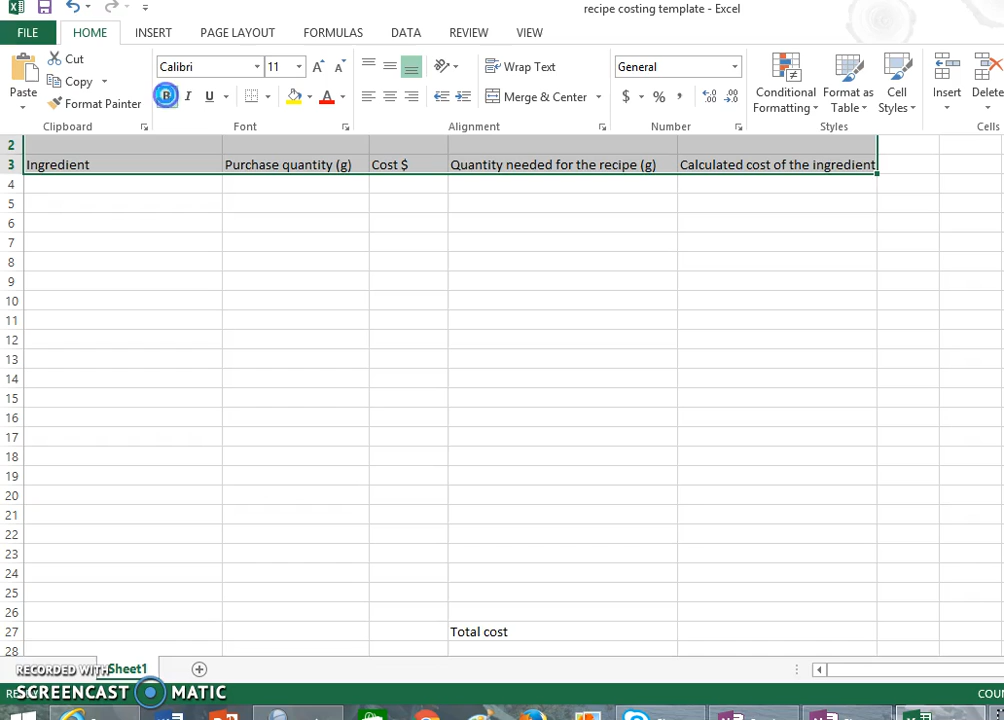 recipe costing template - Excel
FILE HOME INSERT PAGE LAYOUT FORMULAS DATA REVIEW VIEW
Cut
Copy
Format Painter
Paste
Clipboard
Calibri 11
B I U
A
Font
Wrap Text
Merge & Center
Alignment
General
$ % ,
Number
Conditional Formatting
Format as Table
Cell Styles
Styles
Insert Delete
Cells
2
3 Ingredient Purchase quantity (g) Cost $ Quantity needed for the recipe (g) Calculated cost of the ingredient
4
5
6
7
8
9
10
11
12
13
14
15
16
17
18
19
20
21
22
23
24
25
26
27 Total cost
28
RECORDED WITH Sheet1
SCREENCAST MATIC
COUN